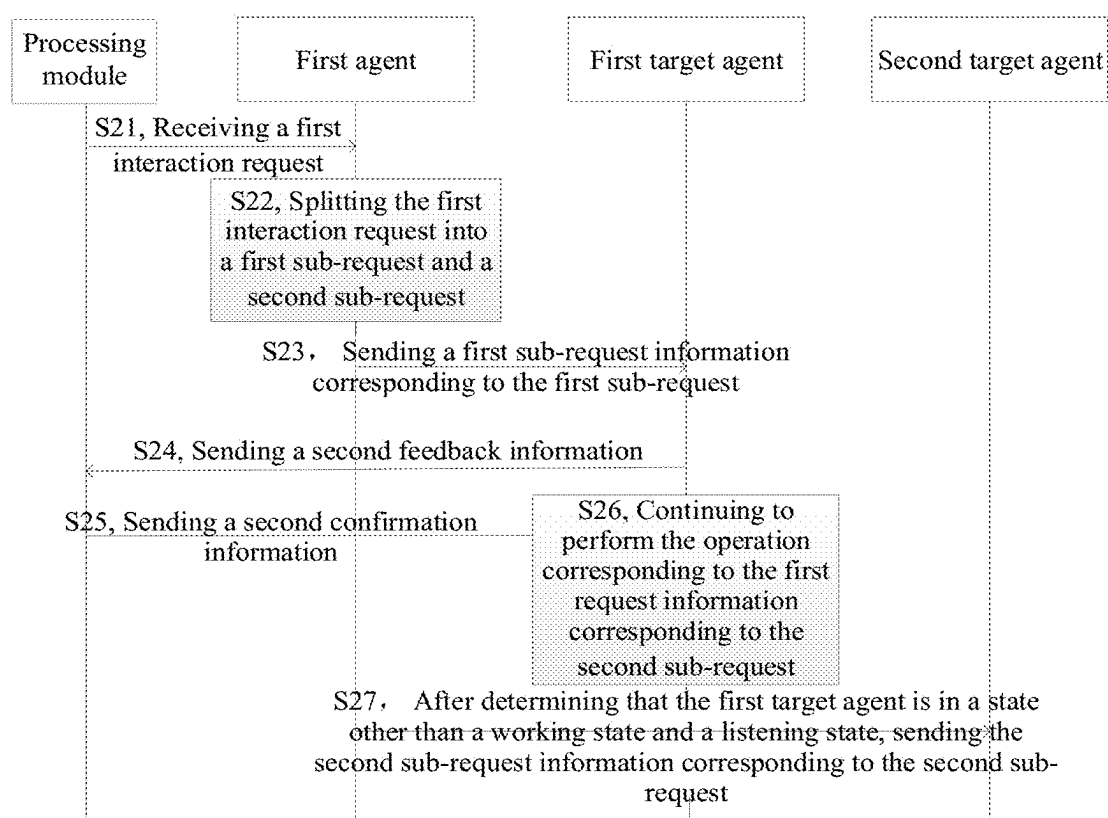 Processing
module
First agent
First target agent
Second target agent
S21, Receiving a first
interaction request
S22, Splitting the first
interaction request into
a first sub-request and a
second sub-request
S23， Sending a first sub-request information
corresponding to the first sub-request
S24, Sending a second feedback information
S25, Sending a second confirmation
information
S26, Continuing to
perform the operation
corresponding to the first
request information
corresponding to the
second sub-request
S27， After determining that the first target agent is in a state
other than a working state and a listening state, sending the
second sub-request information corresponding to the second sub-
request